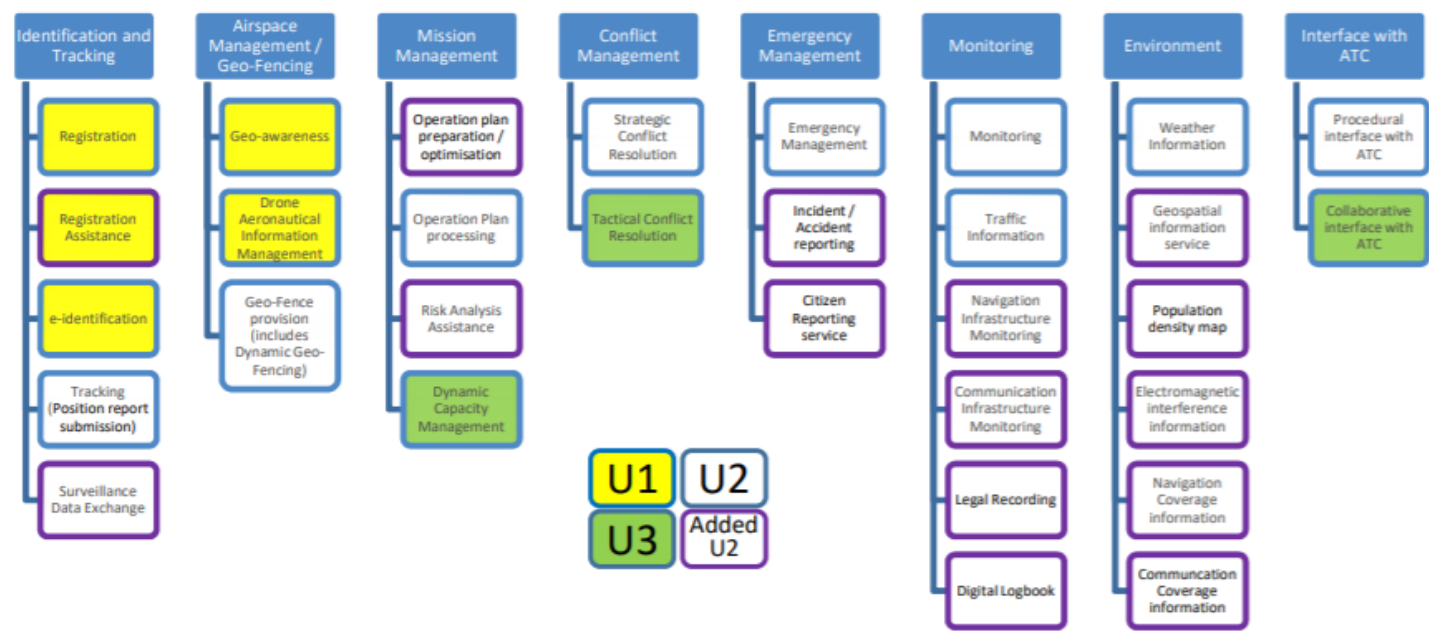 Identification and
Tracking
Registration
Registration
Assistance
e-identification
Tracking
(Position report
submission)
Surveillance
Data Exchange
Airspace
Management /
Geo-Fencing
Geo-awareness
Drone
Aeronautical
Information
Management
Geo-Fence
provision
(includes
Dynamic Geo-
Fencing)
Mission
Management
Operation plan
preparation /
optimisation
Operation Plan
processing
Risk Analysis
Assistance
Dynamic
Capacity
Management
Conflict
Management
Strategic
Conflict
Resolution
Tactical Conflict
Resolution
Emergency
Management
Emergency
Management
Incident /
Accident
reporting
Citizen
Reporting
service
Monitoring
Monitoring
Traffic
Information
Navigation
Infrastructure
Monitoring
Communication
Infrastructure
Monitoring
Legal Recording
Digital Logbook
Environment
Weather
Information
Geospatial
information
service
Population
density map
Electromagnetic
interference
information
Navigation
Coverage
information
Communcation
Coverage
information
Interface with
ATC
Procedural
interface with
ATC
Collaborative
interface with
ATC
U1
U2
U3
Added
U2